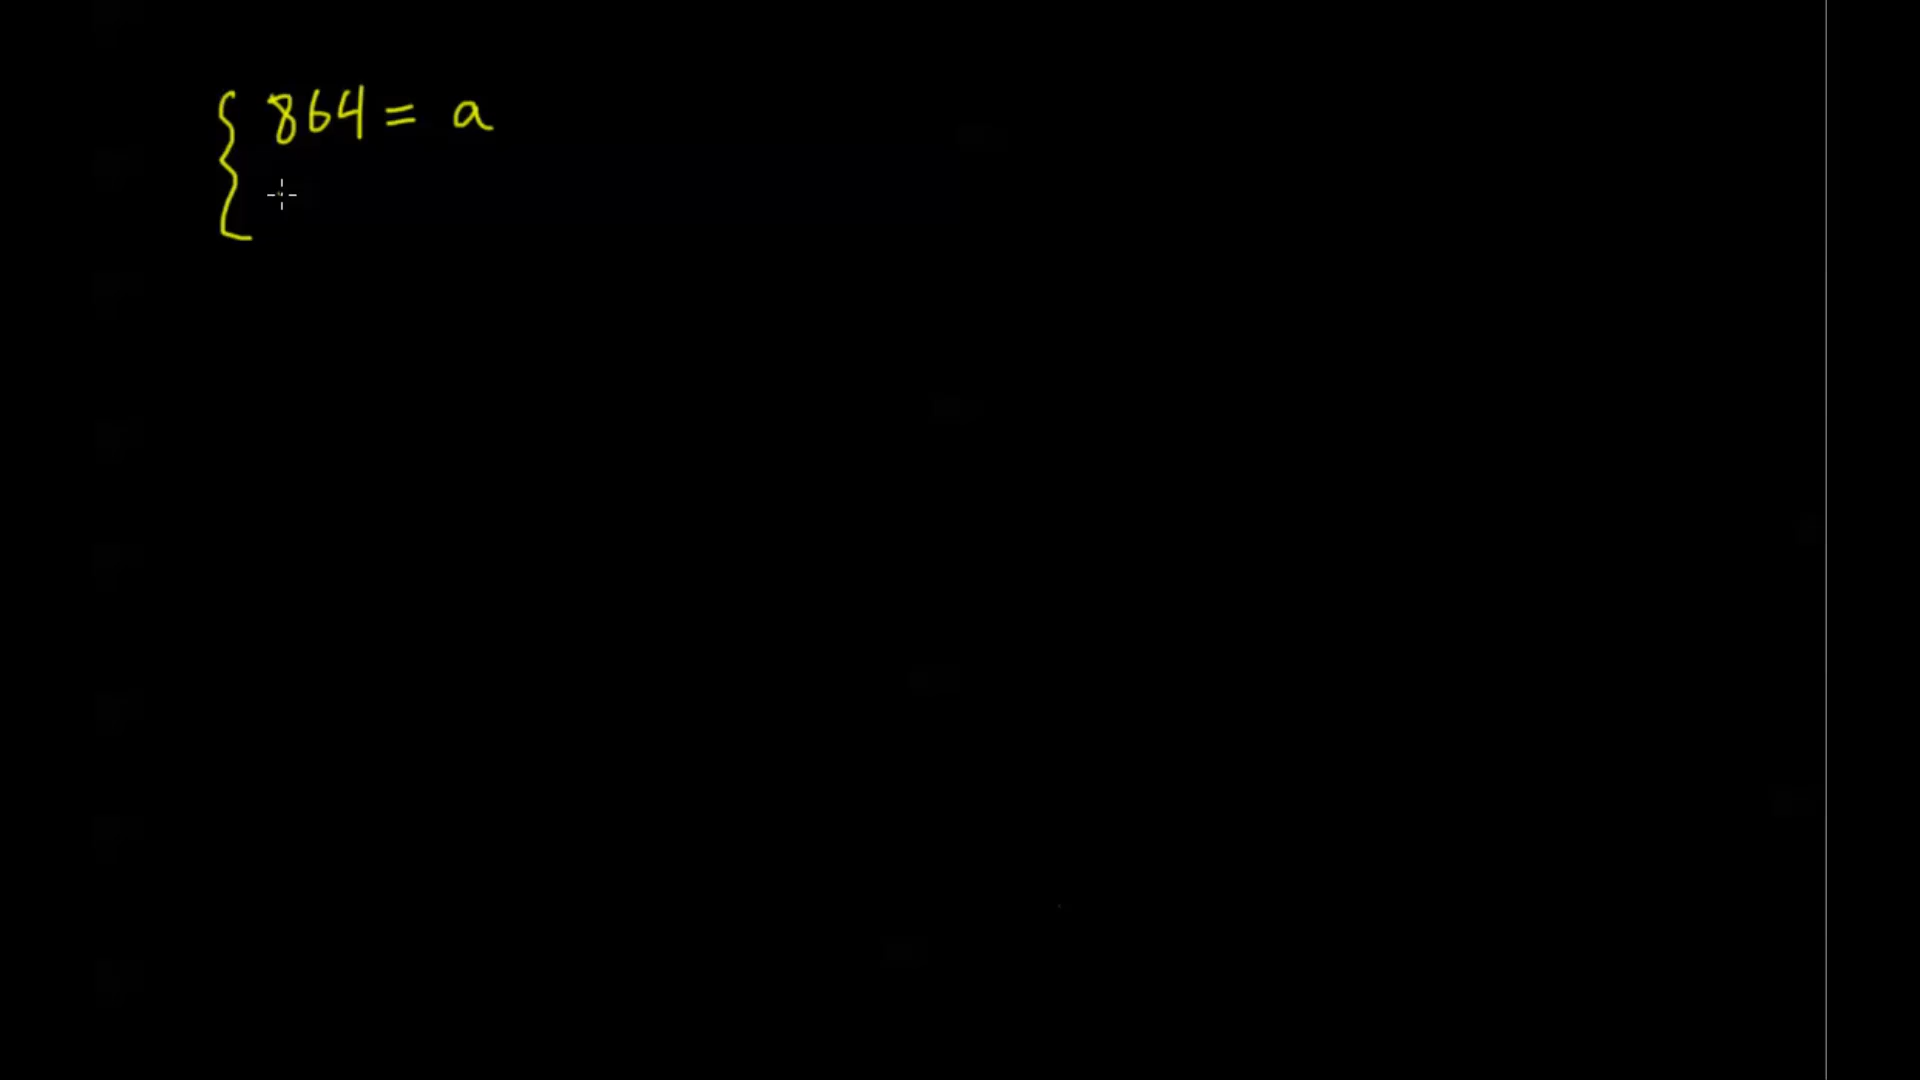 { 864 = a